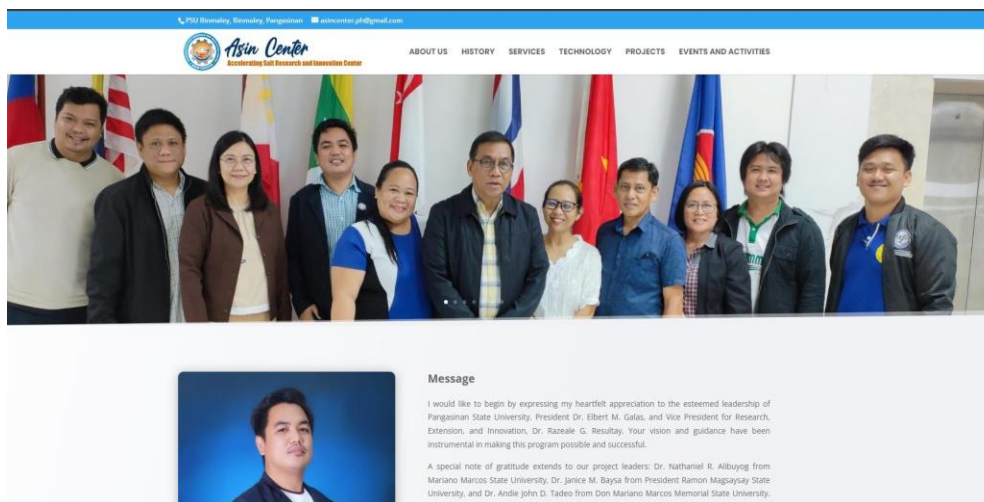 PSU Binmaley, Binmaley, Pangasinan asincenter.ph@gmail.com
Asin Center
Accelerating Salt Research and Innovation Center
ABOUT US HISTORY SERVICES TECHNOLOGY PROJECTS EVENTS AND ACTIVITIES
Message
I would like to begin by expressing my heartfelt appreciation to the esteemed leadership of
Pangasinan State University, President Dr. Elbert M. Galas, and Vice President for Research,
Extension, and Innovation, Dr. Razeale G. Resultay. Your vision and guidance have been
instrumental in making this program possible and successful.
A special note of gratitude extends to our project leaders: Dr. Nathaniel R. Alibuyog from
Mariano Marcos State University, Dr. Janice M. Baysa from President Ramon Magsaysay State
University, and Dr. Andie John D. Tadeo from Don Mariano Marcos Memorial State University.